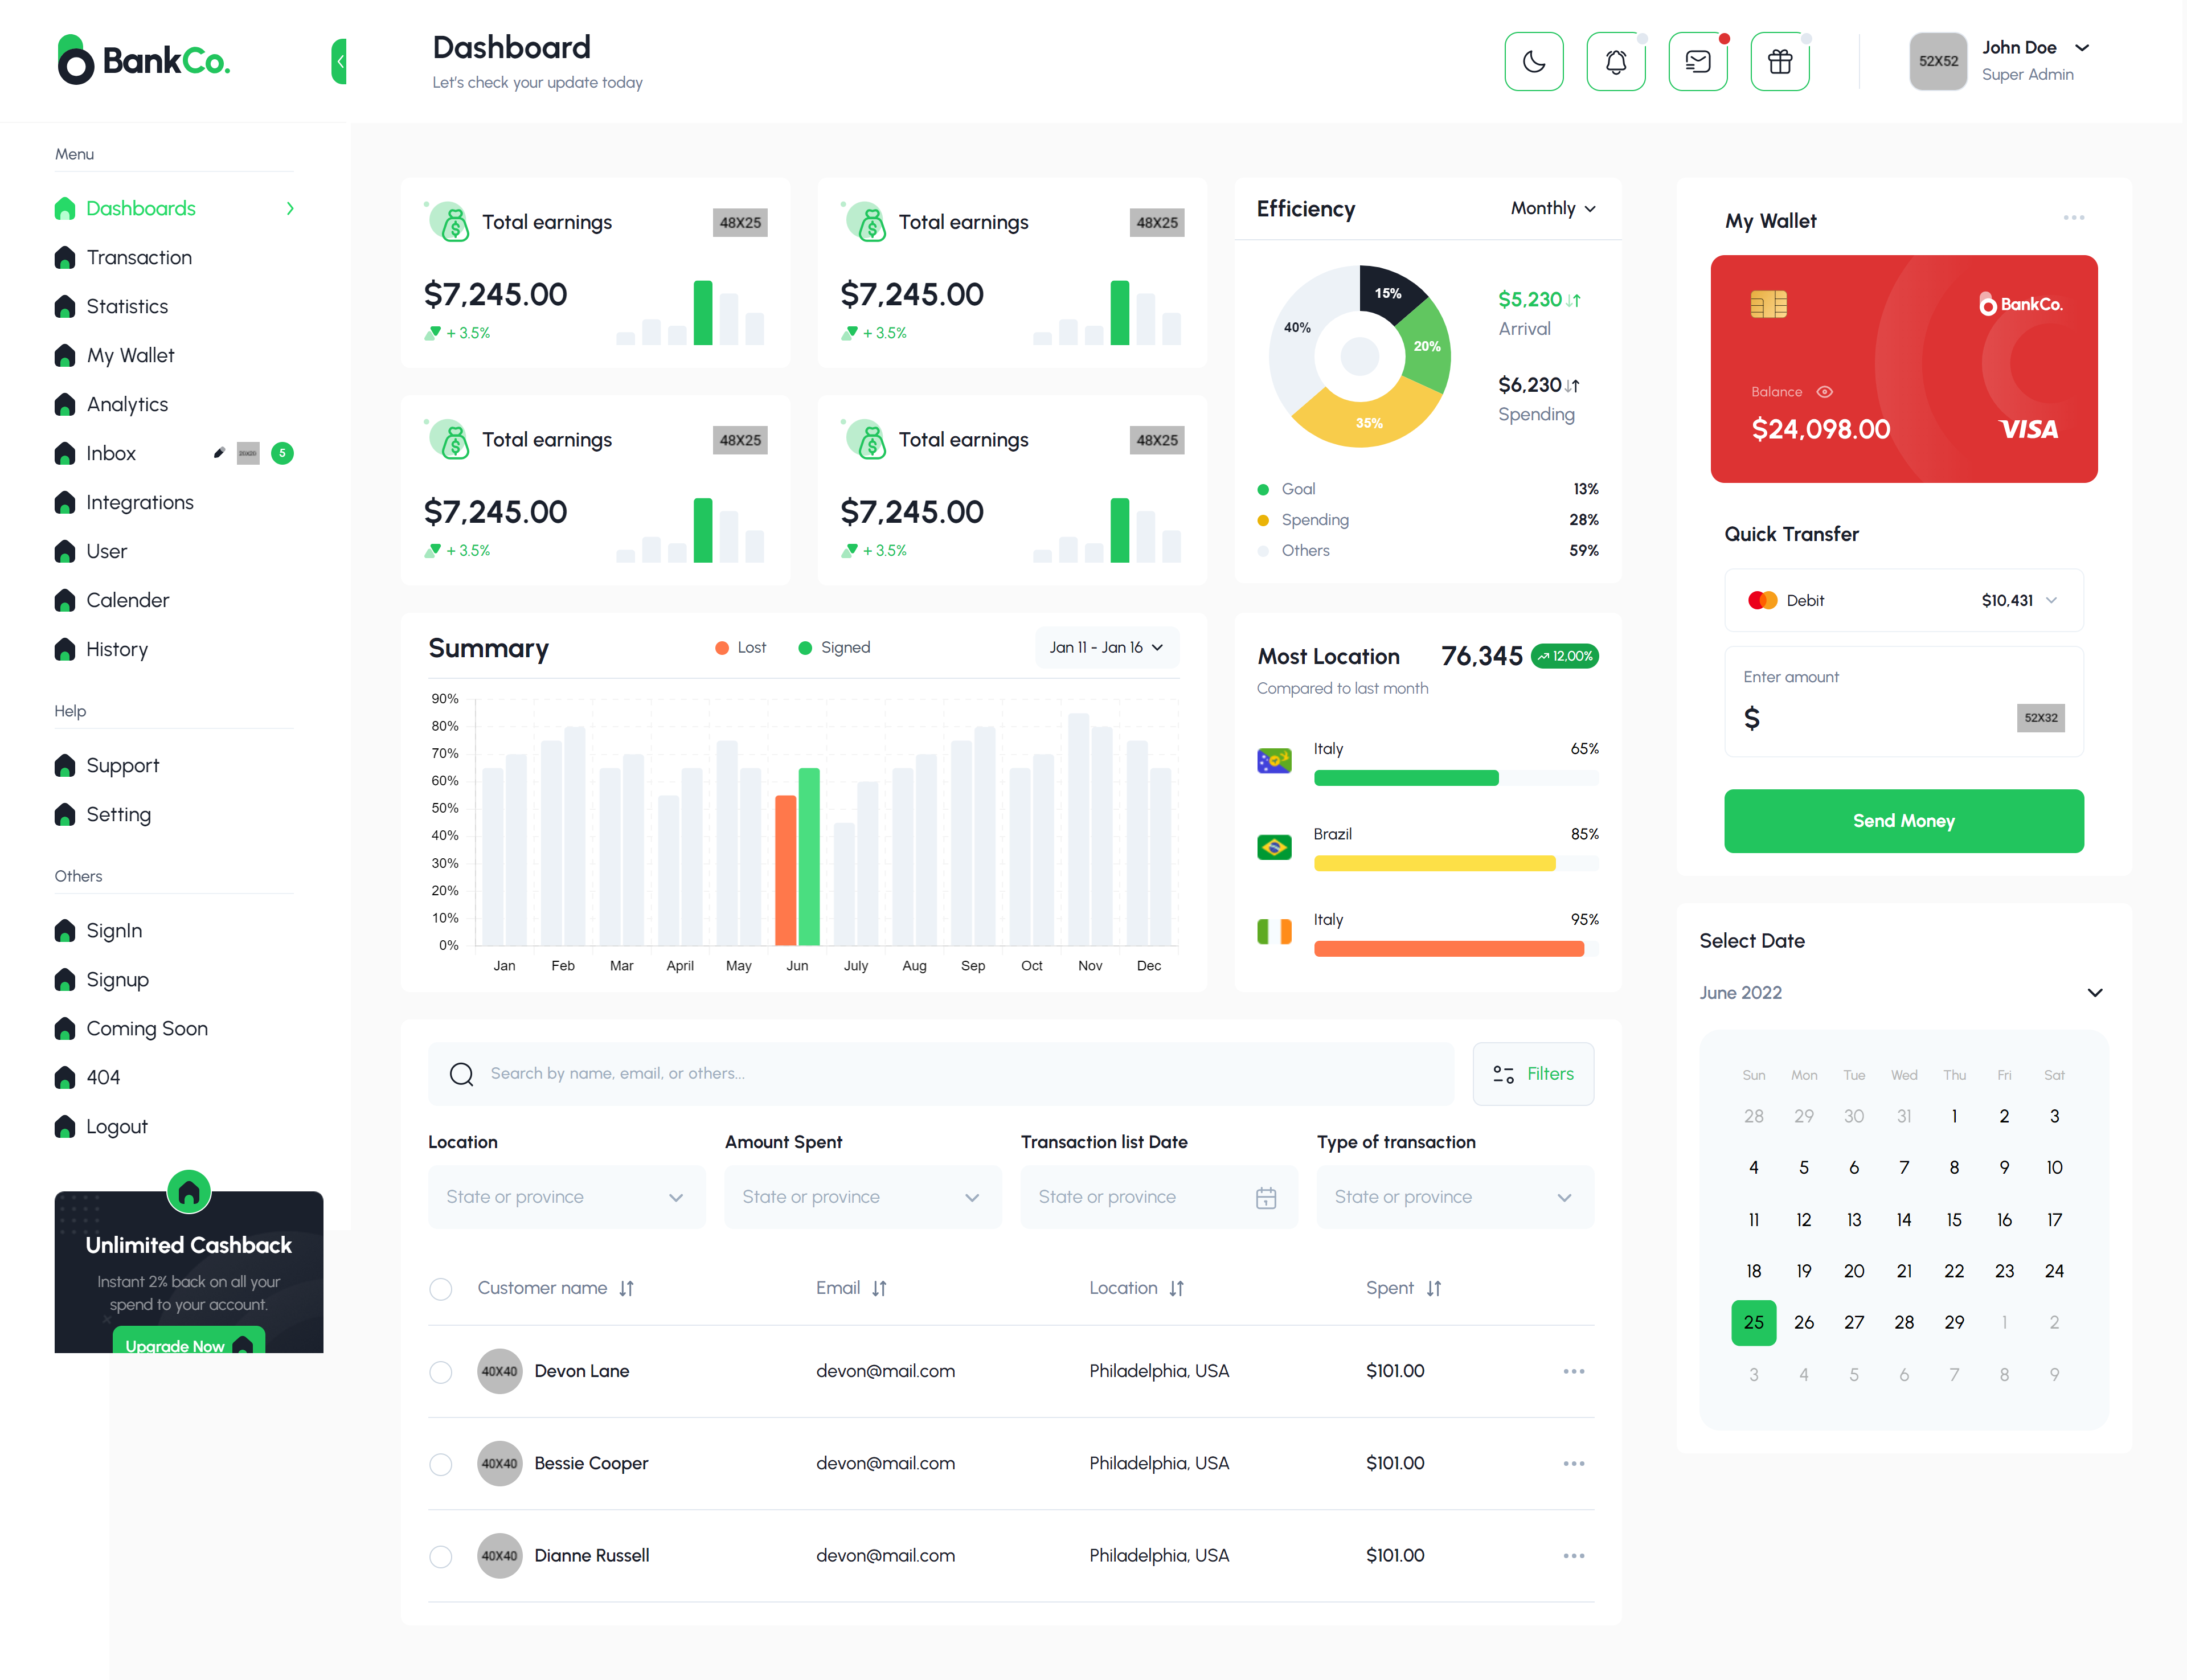 BankCo.
Dashboard
Let's check your update today
52X52
John Doe
Super Admin
Menu
Dashboards
Transaction
Statistics
My Wallet
Analytics
Inbox
20X20
5
Integrations
User
Calender
History
Help
Support
Setting
Others
SignIn
Signup
Coming Soon
404
Logout
Unlimited Cashback
Instant 2% back on all your
spend to your account.
Upgrade Now
Total earnings
48X25
$7,245.00
+ 3.5%
Total earnings
48X25
$7,245.00
+ 3.5%
Total earnings
48X25
$7,245.00
+ 3.5%
Total earnings
48X25
$7,245.00
+ 3.5%
Efficiency
Monthly
15%
40%
20%
35%
$5,230
Arrival
$6,230
Spending
Goal 13%
Spending 28%
Others 59%
My Wallet
BankCo.
Balance
$24,098.00
VISA
Quick Transfer
Debit $10,431
Enter amount
$
52X32
Send Money
Summary
Lost
Signed
Jan 11 - Jan 16
90%
80%
70%
60%
50%
40%
30%
20%
10%
0%
Jan Feb Mar April May Jun July Aug Sep Oct Nov Dec
Most Location
76,345
12,00%
Compared to last month
Italy 65%
Brazil 85%
Italy 95%
Select Date
June 2022
Sun Mon Tue Wed Thu Fri Sat
28 29 30 31 1 2 3
4 5 6 7 8 9 10
11 12 13 14 15 16 17
18 19 20 21 22 23 24
25 26 27 28 29 1 2
3 4 5 6 7 8 9
Search by name, email, or others...
Filters
Location Amount Spent Transaction list Date Type of transaction
State or province State or province State or province State or province
Customer name Email Location Spent
40X40 Devon Lane devon@mail.com Philadelphia, USA $101.00
40X40 Bessie Cooper devon@mail.com Philadelphia, USA $101.00
40X40 Dianne Russell devon@mail.com Philadelphia, USA $101.00